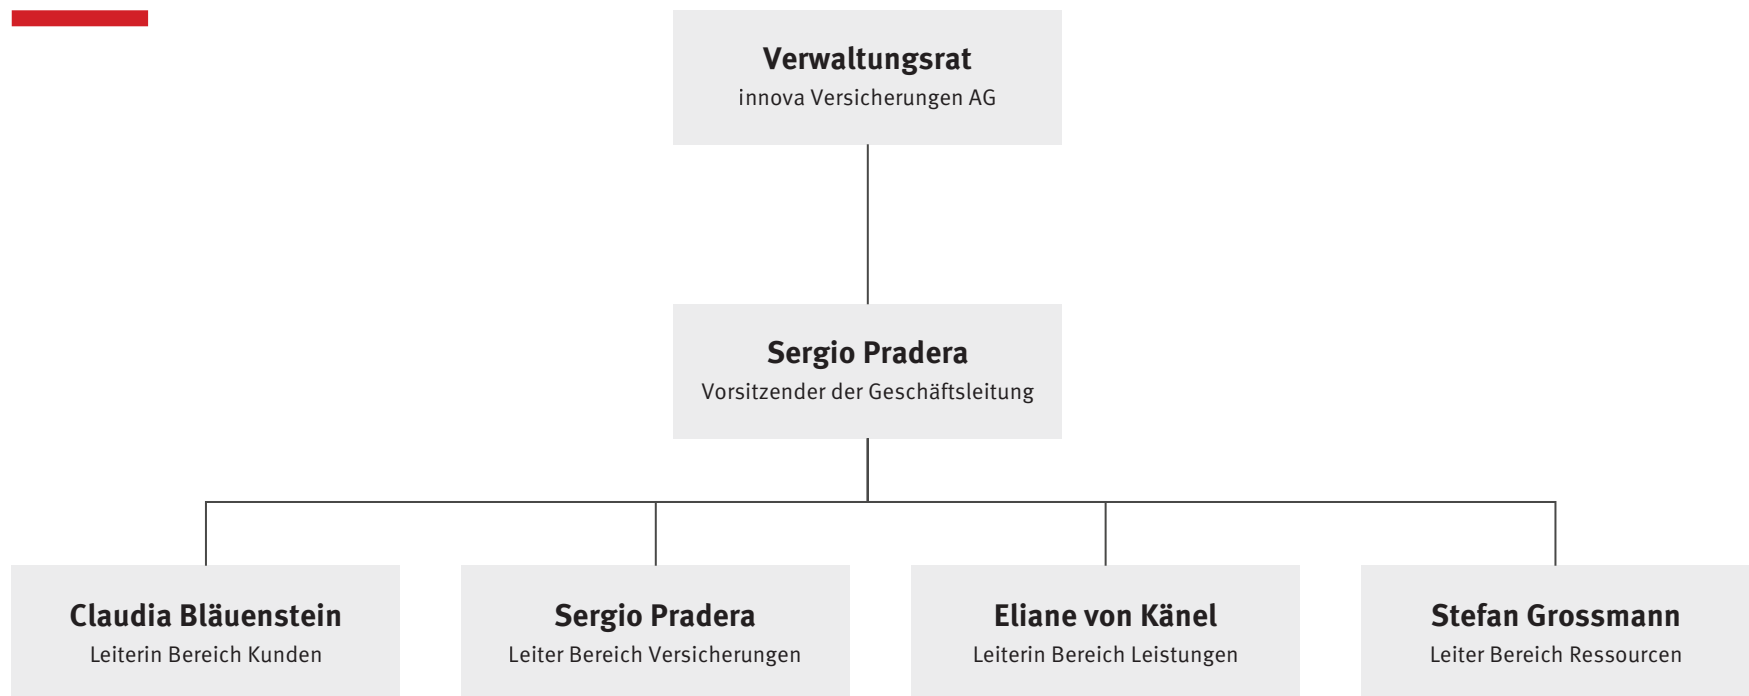 Verwaltungsrat
innova Versicherungen AG
Sergio Pradera
Vorsitzender der Geschäftsleitung
Claudia Bläuenstein
Leiterin Bereich Kunden
Sergio Pradera
Leiter Bereich Versicherungen
Eliane von Känel
Leiterin Bereich Leistungen
Stefan Grossmann
Leiter Bereich Ressourcen